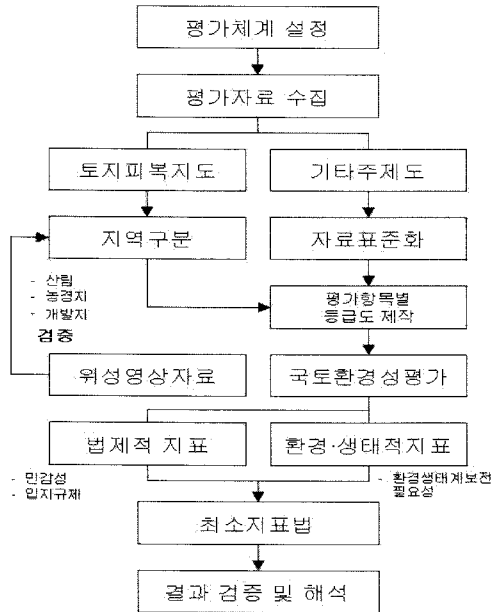 평가체계 설정
평가자료 수집
토지피복지도
기타주제도
지역구분
자료표준화
- 산림
- 농경지
- 개발지
검증
평가항목별
등급도 제작
위성영상자료
국토환경성평가
법제적 지표
환경·생태적지표
- 민감성
- 입지규제
- 환경생태계보전
필요성
최소지표법
결과 검증 및 해석